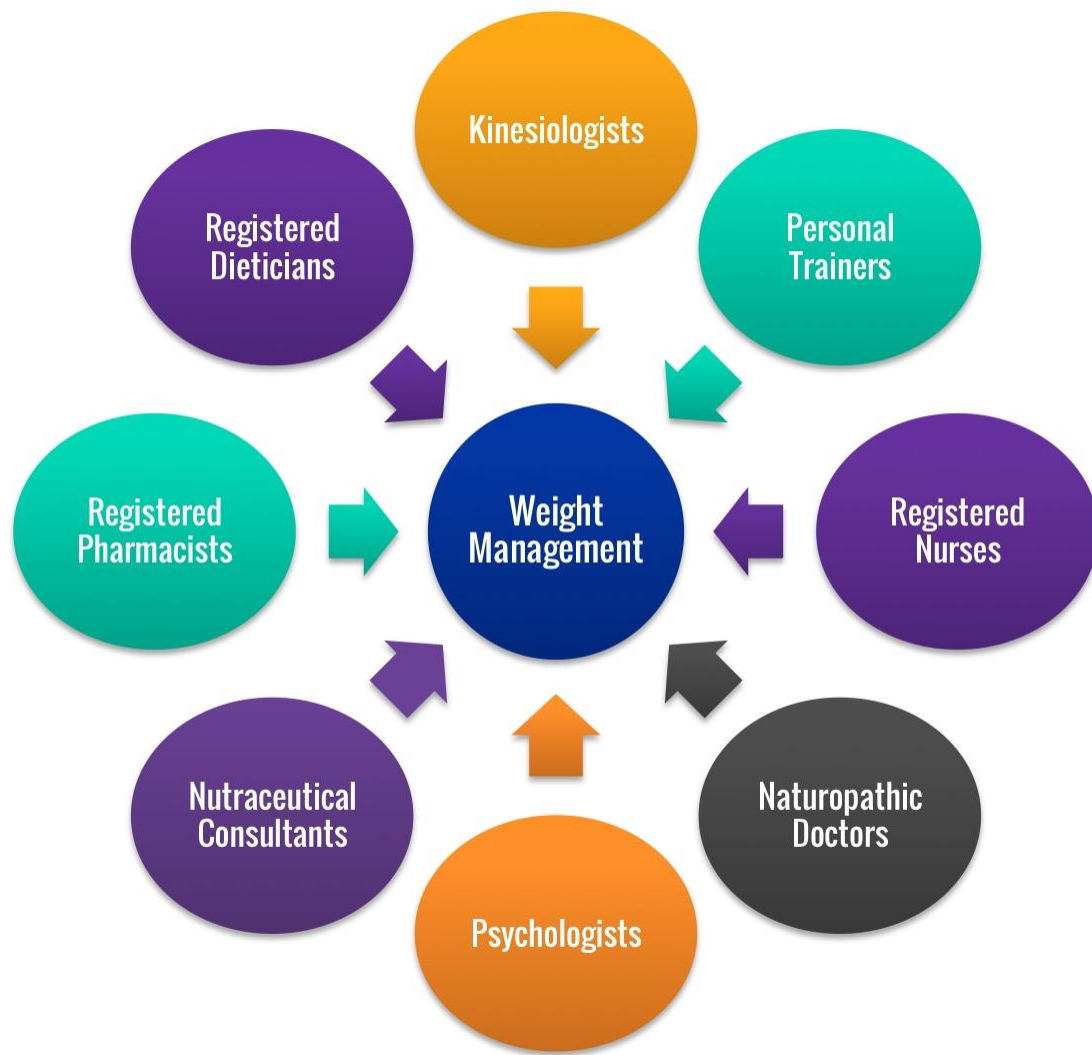 Kinesiologists
Personal
Trainers
Registered
Nurses
Naturopathic
Doctors
Psychologists
Nutraceutical
Consultants
Registered
Pharmacists
Registered
Dieticians
Weight
Management